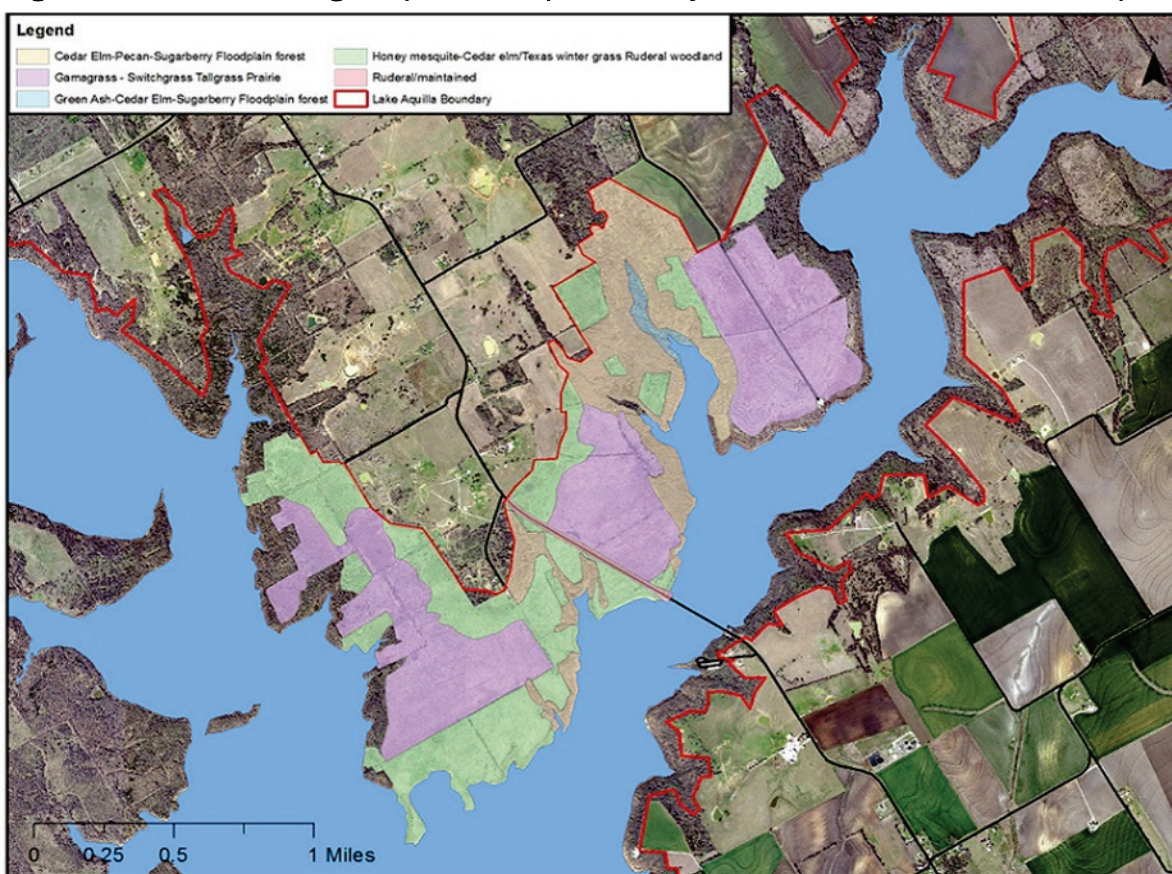 Legend
Cedar Elm-Pecan-Sugarberry Floodplain forest
Gamagrass - Switchgrass Tallgrass Prairie
Green Ash-Cedar Elm-Sugarberry Floodplain forest
Honey mesquite-Cedar elm/Texas winter grass Ruderal woodland
Ruderal/maintained
Lake Aquilla Boundary
0 0.25 0.5 1 Miles